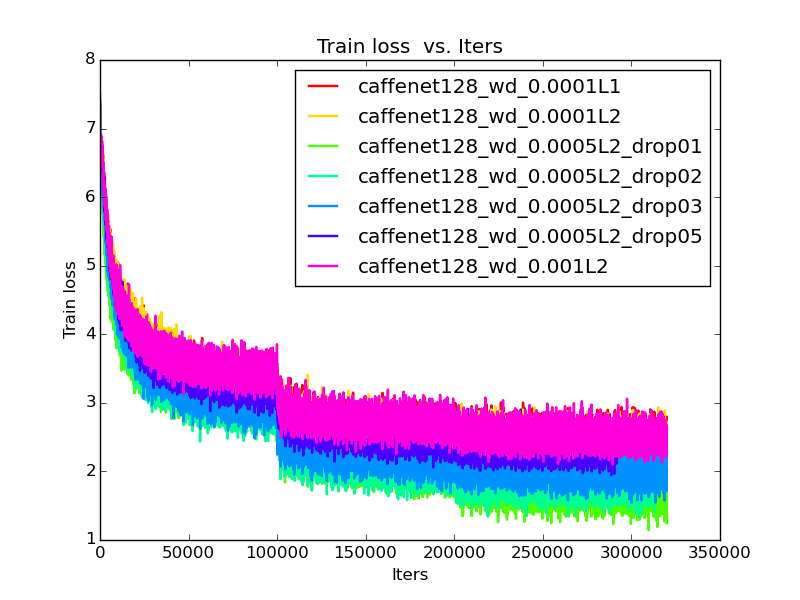 Train loss  vs. Iters
8
7
6
5
4
3
2
1
Train loss
caffenet128_wd_0.0001L1
caffenet128_wd_0.0001L2
caffenet128_wd_0.0005L2_drop01
caffenet128_wd_0.0005L2_drop02
caffenet128_wd_0.0005L2_drop03
caffenet128_wd_0.0005L2_drop05
caffenet128_wd_0.001L2
0 50000 100000 150000 200000 250000 300000 350000
Iters